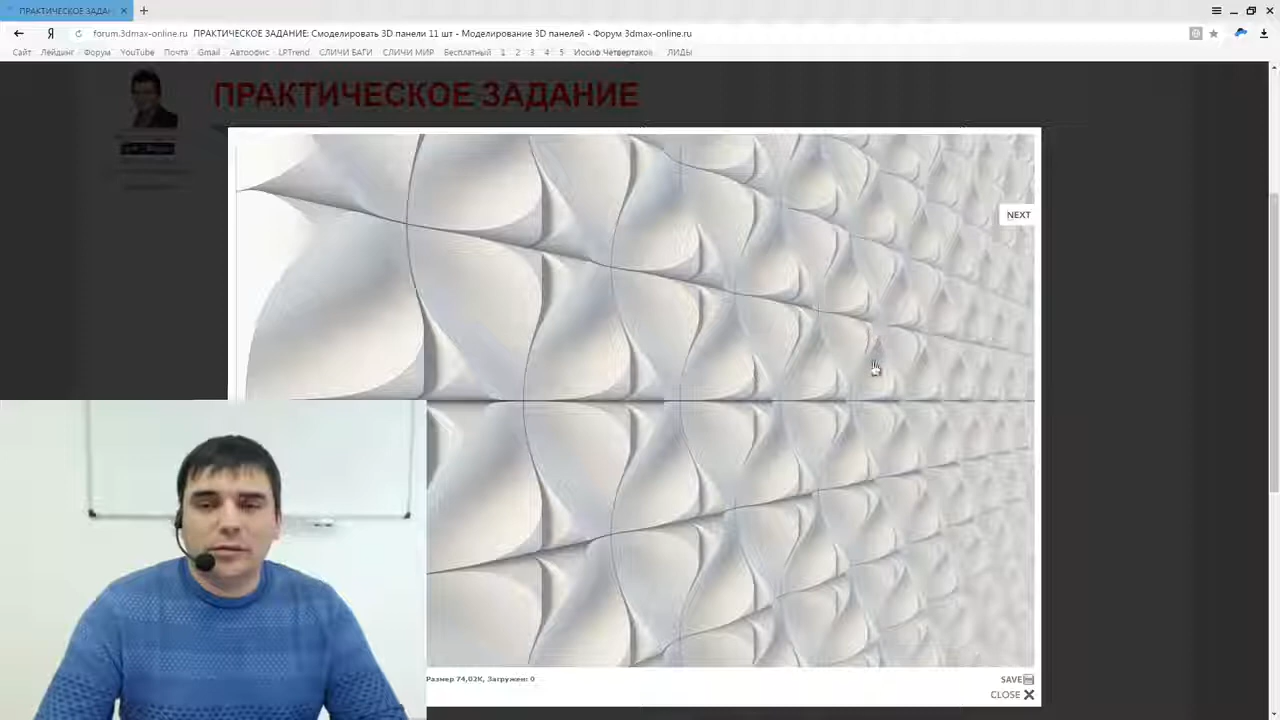 ПРАКТИЧЕСКОЕ ЗАДАН
forum.3dmax-online.ru ПРАКТИЧЕСКОЕ ЗАДАНИЕ: Смоделировать 3D панели 11 шт - Моделирование 3D панелей - Форум 3dmax-online.ru
Сайт Лейдинг Форум YouTube Почта Gmail Автоофис LPTrend СЛИЧИ БАГИ СЛИЧИ МИР Бесплатный 1 2 3 4 5 Иосиф Четвертаков ЛИДЫ
ПРАКТИЧЕСКОЕ ЗАДАНИЕ
NEXT
Размер 74,02К, Загружен: 0
SAVE
CLOSE